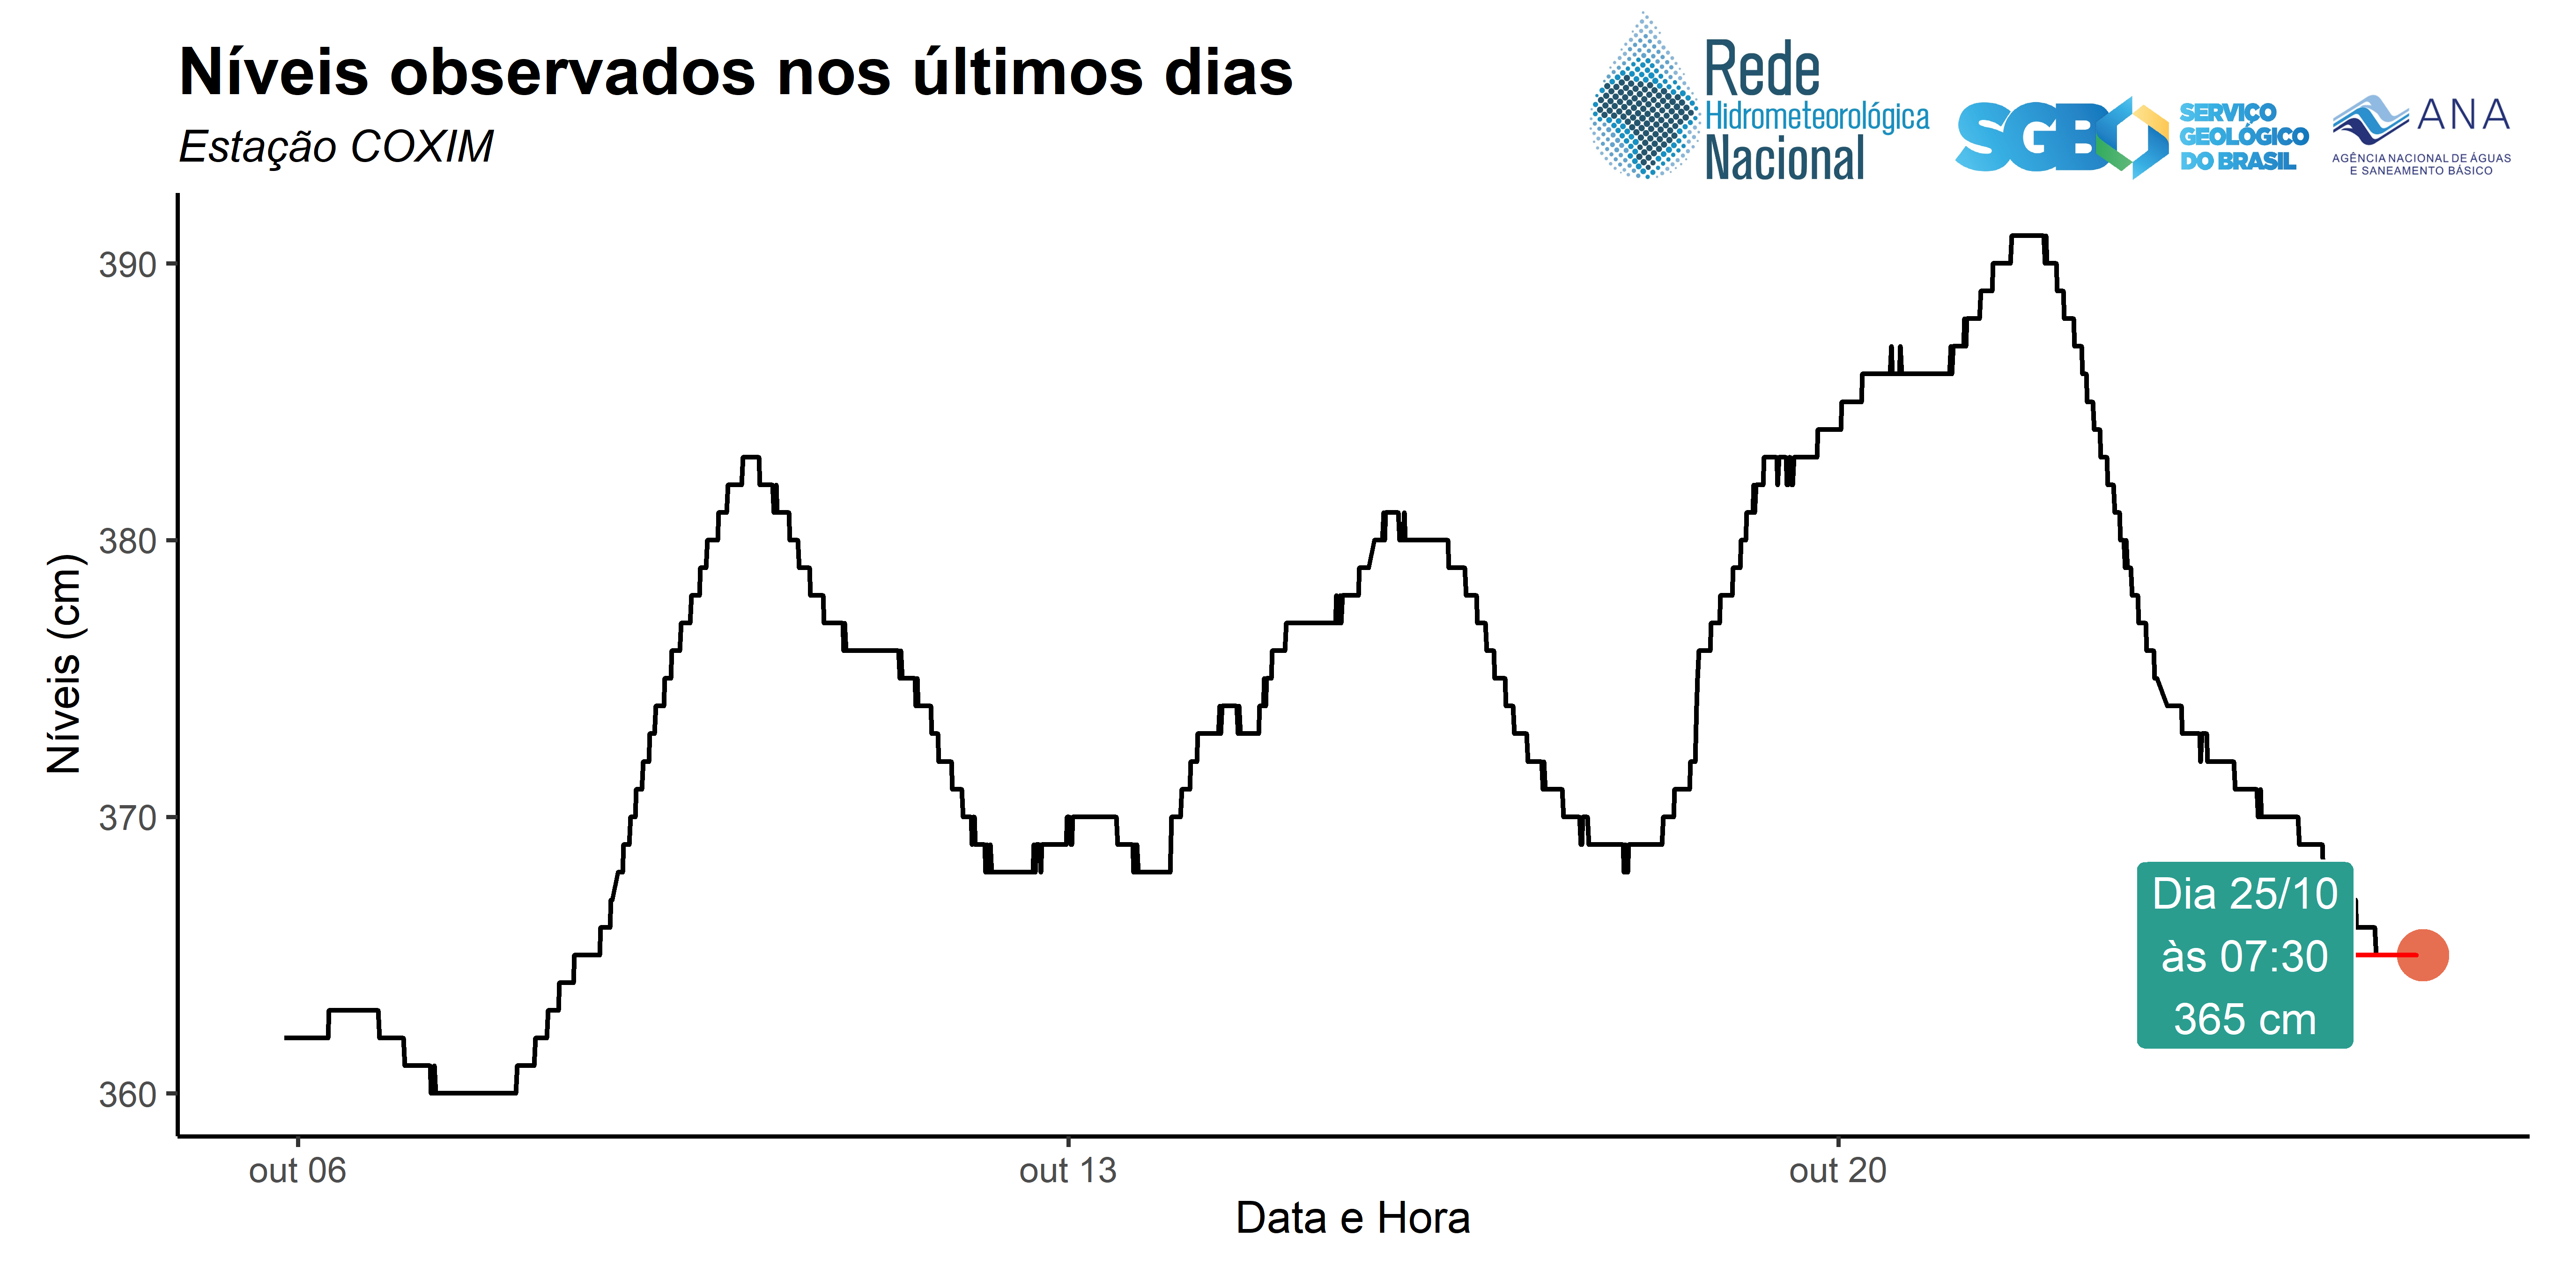 Níveis observados nos últimos dias
Estação COXIM
Rede
Hidrometeorológica
Nacional
SGB
SERVIÇO
GEOLÓGICO
DO BRASIL
ANA
AGÊNCIA NACIONAL DE ÁGUAS
E SANEAMENTO BÁSICO
Níveis (cm)
390
380
370
360
Dia 25/10
às 07:30
365 cm
out 06
out 13
out 20
Data e Hora